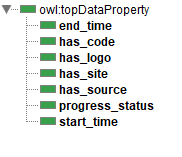 owl:topDataProperty
end_time
has_code
has_logo
has_site
has_source
progress_status
start_time